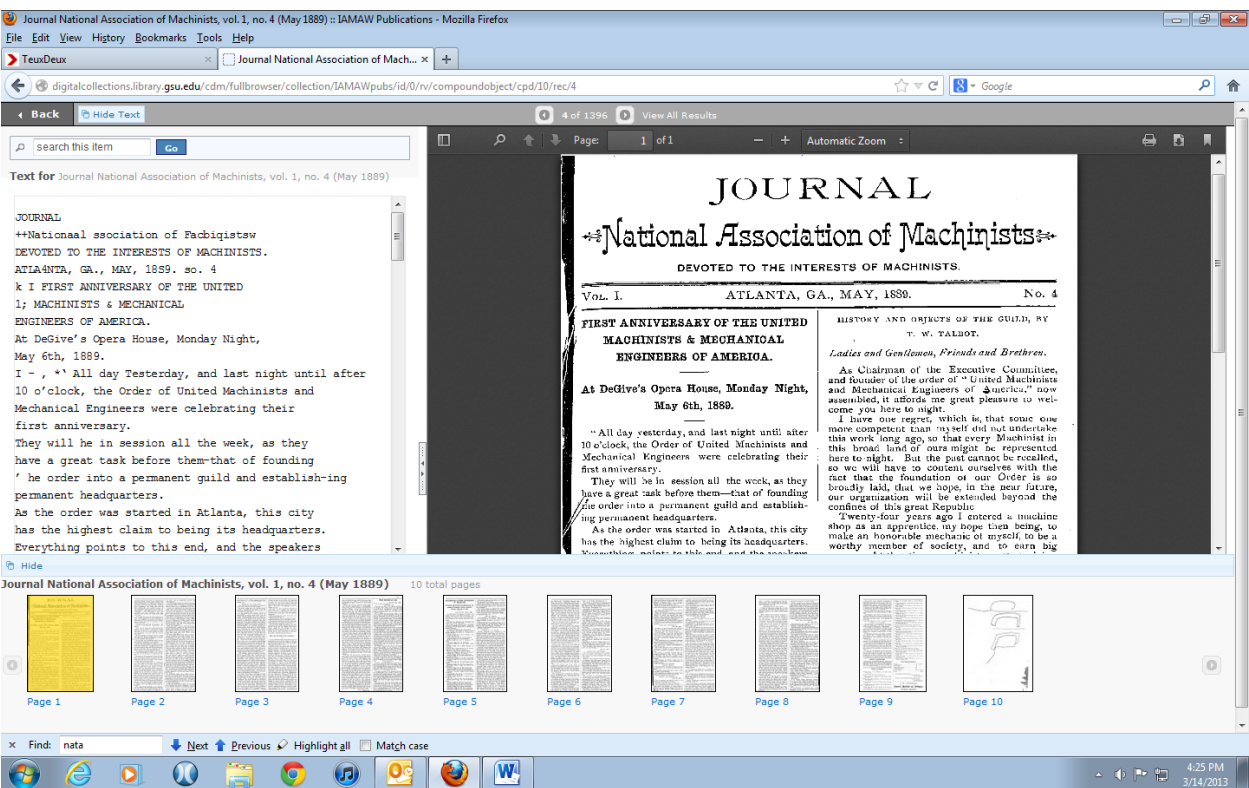 Journal National Association of Machinists, vol. 1, no. 4 (May 1889) :: IAMAW Publications - Mozilla Firefox
File Edit View History Bookmarks Tools Help
TeuxDeux × Journal National Association of Mach... × +
digitalcollections.library.gsu.edu/cdm/fullbrowser/collection/IAMAWpubs/id/0/rv/compoundobject/cpd/10/rec/4 Google
Back Hide Text 4 of 1396 View All Results
search this item Go
Page: 1 of 1 − + Automatic Zoom
Text for Journal National Association of Machinists, vol. 1, no. 4 (May 1889)
JOURNAL
++Nationaal ssociation of Facbiqistsw
DEVOTED TO THE INTERESTS OF MACHINISTS.
ATLA4NTA, GA., MAY, 18S9. so. 4
k I FIRST ANNIVERSARY OF THE UNITED
1; MACHINISTS & MECHANICAL
ENGINEERS OF AMERICA.
At DeGive's Opera House, Monday Night,
May 6th, 1889.
I - , *' All day Testerday, and last night until after
10 o'clock, the Order of United Machinists and
Mechanical Engineers were celebrating their
first anniversary.
They will he in session all the week, as they
have a great task before them-that of founding
' he order into a permanent guild and establish-ing
permanent headquarters.
As the order was started in Atlanta, this city
has the highest claim to being its headquarters.
Everything points to this end, and the speakers
JOURNAL
National Association of Machinists
DEVOTED TO THE INTERESTS OF MACHINISTS.
VOL. I. ATLANTA, GA., MAY, 1889. No. 4
FIRST ANNIVERSARY OF THE UNITED
MACHINISTS & MECHANICAL
ENGINEERS OF AMERICA.
At DeGive's Opera House, Monday Night,
May 6th, 1889.
"All day yesterday, and last night until after
10 o'clock, the Order of United Machinists and
Mechanical Engineers were celebrating their
first anniversary.
They will be in session all the week, as they
have a great task before them—that of founding
the order into a permanent guild and establish-
ing permanent headquarters.
As the order was started in Atlanta, this city
has the highest claim to being its headquarters.
Everything points to this end, and the speakers
HISTORY AND OBJECTS OF THE GUILD, BY
T. W. TALBOT.
Ladies and Gentlemen, Friends and Brethren.
As Chairman of the Executive Committee,
and founder of the order of "United Machinists
and Mechanical Engineers of America," now
assembled, it affords me great pleasure to wel-
come you here to night.
I have one regret, which is, that some one
more competent than myself did not undertake
this work long ago, so that every Machinist in
this broad land of ours might be represented
here to-night. But the past cannot be recalled,
so we will have to content ourselves with the
fact that the foundation of our Order is so
broadly laid, that we hope, in the near future,
our organization will be extended beyond the
confines of this great Republic
Twenty-four years ago I entered a machine
shop as an apprentice, my hope then being, to
make an honorable mechanic of myself, to be a
worthy member of society, and to earn big
Hide
Journal National Association of Machinists, vol. 1, no. 4 (May 1889) 10 total pages
Page 1 Page 2 Page 3 Page 4 Page 5 Page 6 Page 7 Page 8 Page 9 Page 10
× Find: nata Next Previous Highlight all Match case
4:25 PM
3/14/2013